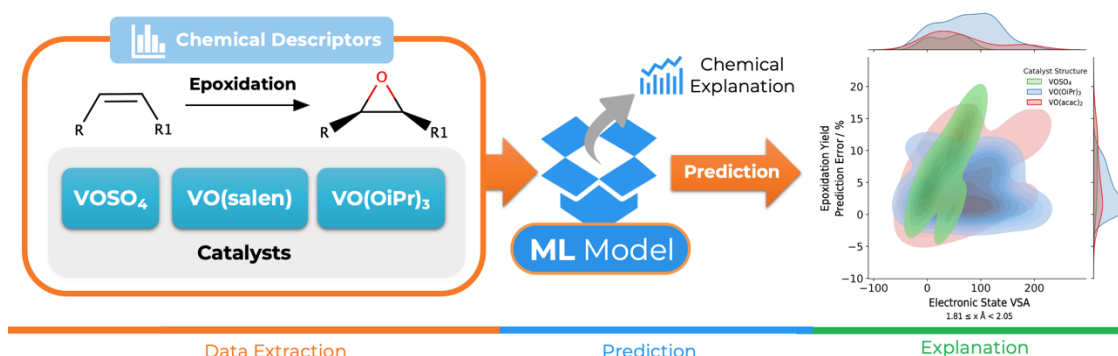 Chemical Descriptors
Epoxidation
R
R1
O
R
R1
VOSO₄
VO(salen)
VO(OiPr)₃
Catalysts
Chemical
Explanation
ML Model
Prediction
Catalyst Structure
VOSO₄
VO(OiPr)₃
VO(acac)₂
Epoxidation Yield
Prediction Error / %
20
15
10
5
0
−5
−10
−100
0
100
200
Electronic State VSA
1.81 ≤ x Å < 2.05
Data Extraction
Prediction
Explanation